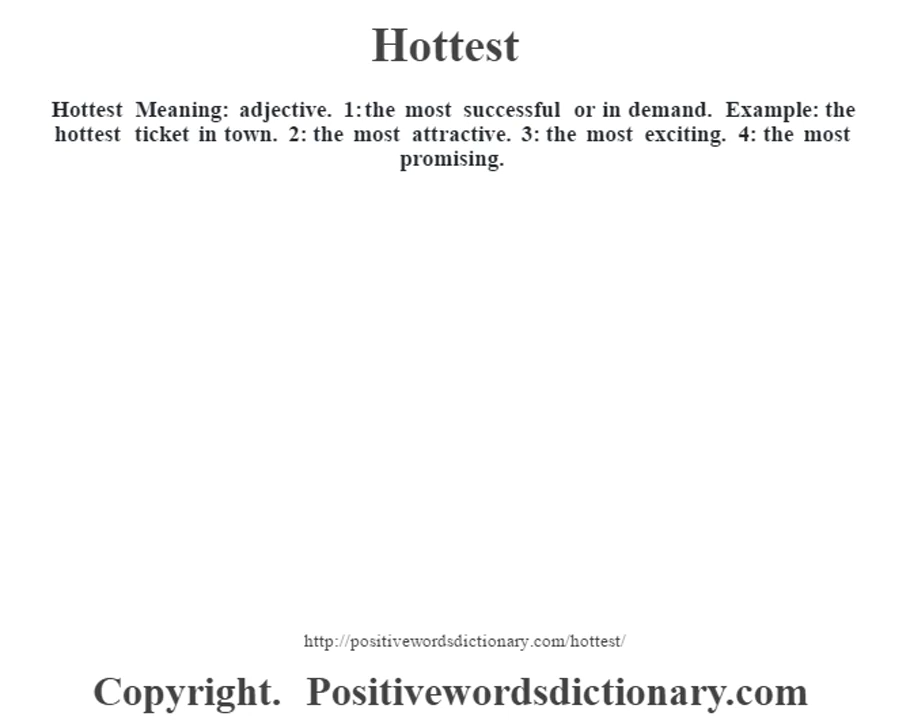 Hottest
Hottest Meaning: adjective. 1: the most successful or in demand. Example: the
hottest ticket in town. 2: the most attractive. 3: the most exciting. 4: the most
promising.
http://positivewordsdictionary.com/hottest/
Copyright. Positivewordsdictionary.com